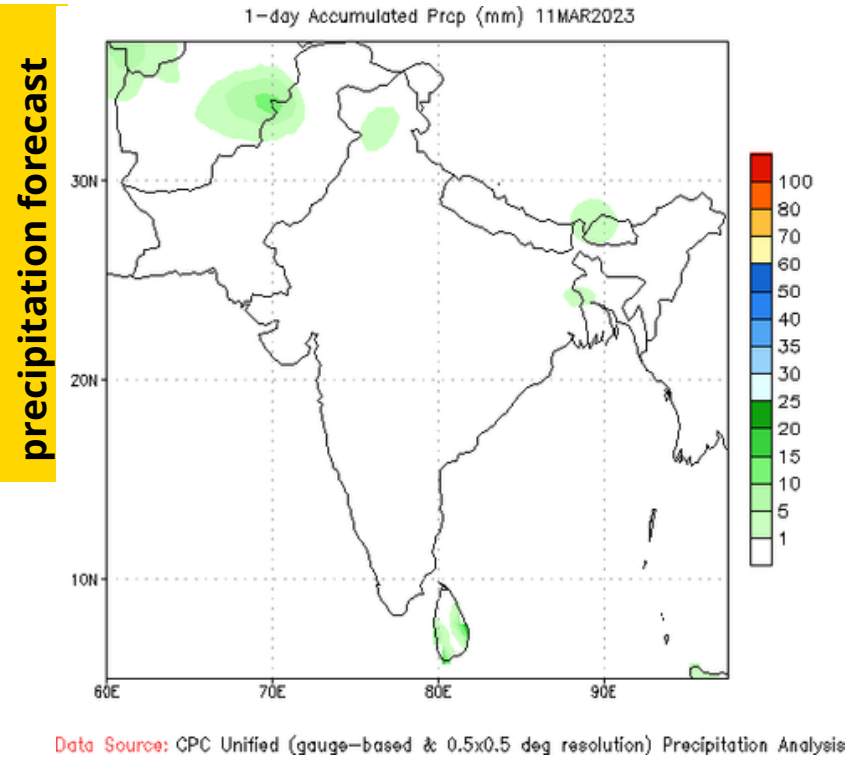 1-day Accumulated Prcp (mm) 11MAR2023
precipitation forecast
30N
20N
10N
60E 70E 80E 90E
100
80
70
60
50
40
35
30
25
20
15
10
5
1
Data Source: CPC Unified (gauge-based & 0.5x0.5 deg resolution) Precipitation Analysis